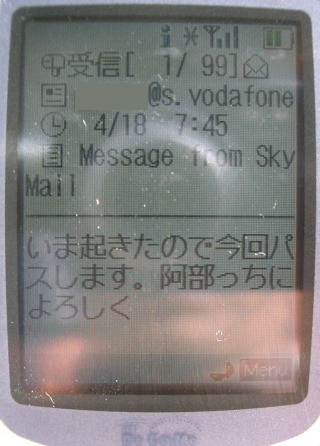 受信[ 1/ 99]
@s.vodafone
4/18 7:45
Message from Sky
Mail
いま起きたので今回パ
スします。阿部っちに
よろしく
Menu